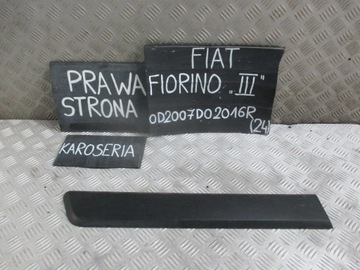 PRAWA
STRONA
KAROSERIA
FIAT
FIORINO „III"
OD2007DO2016R
(24)